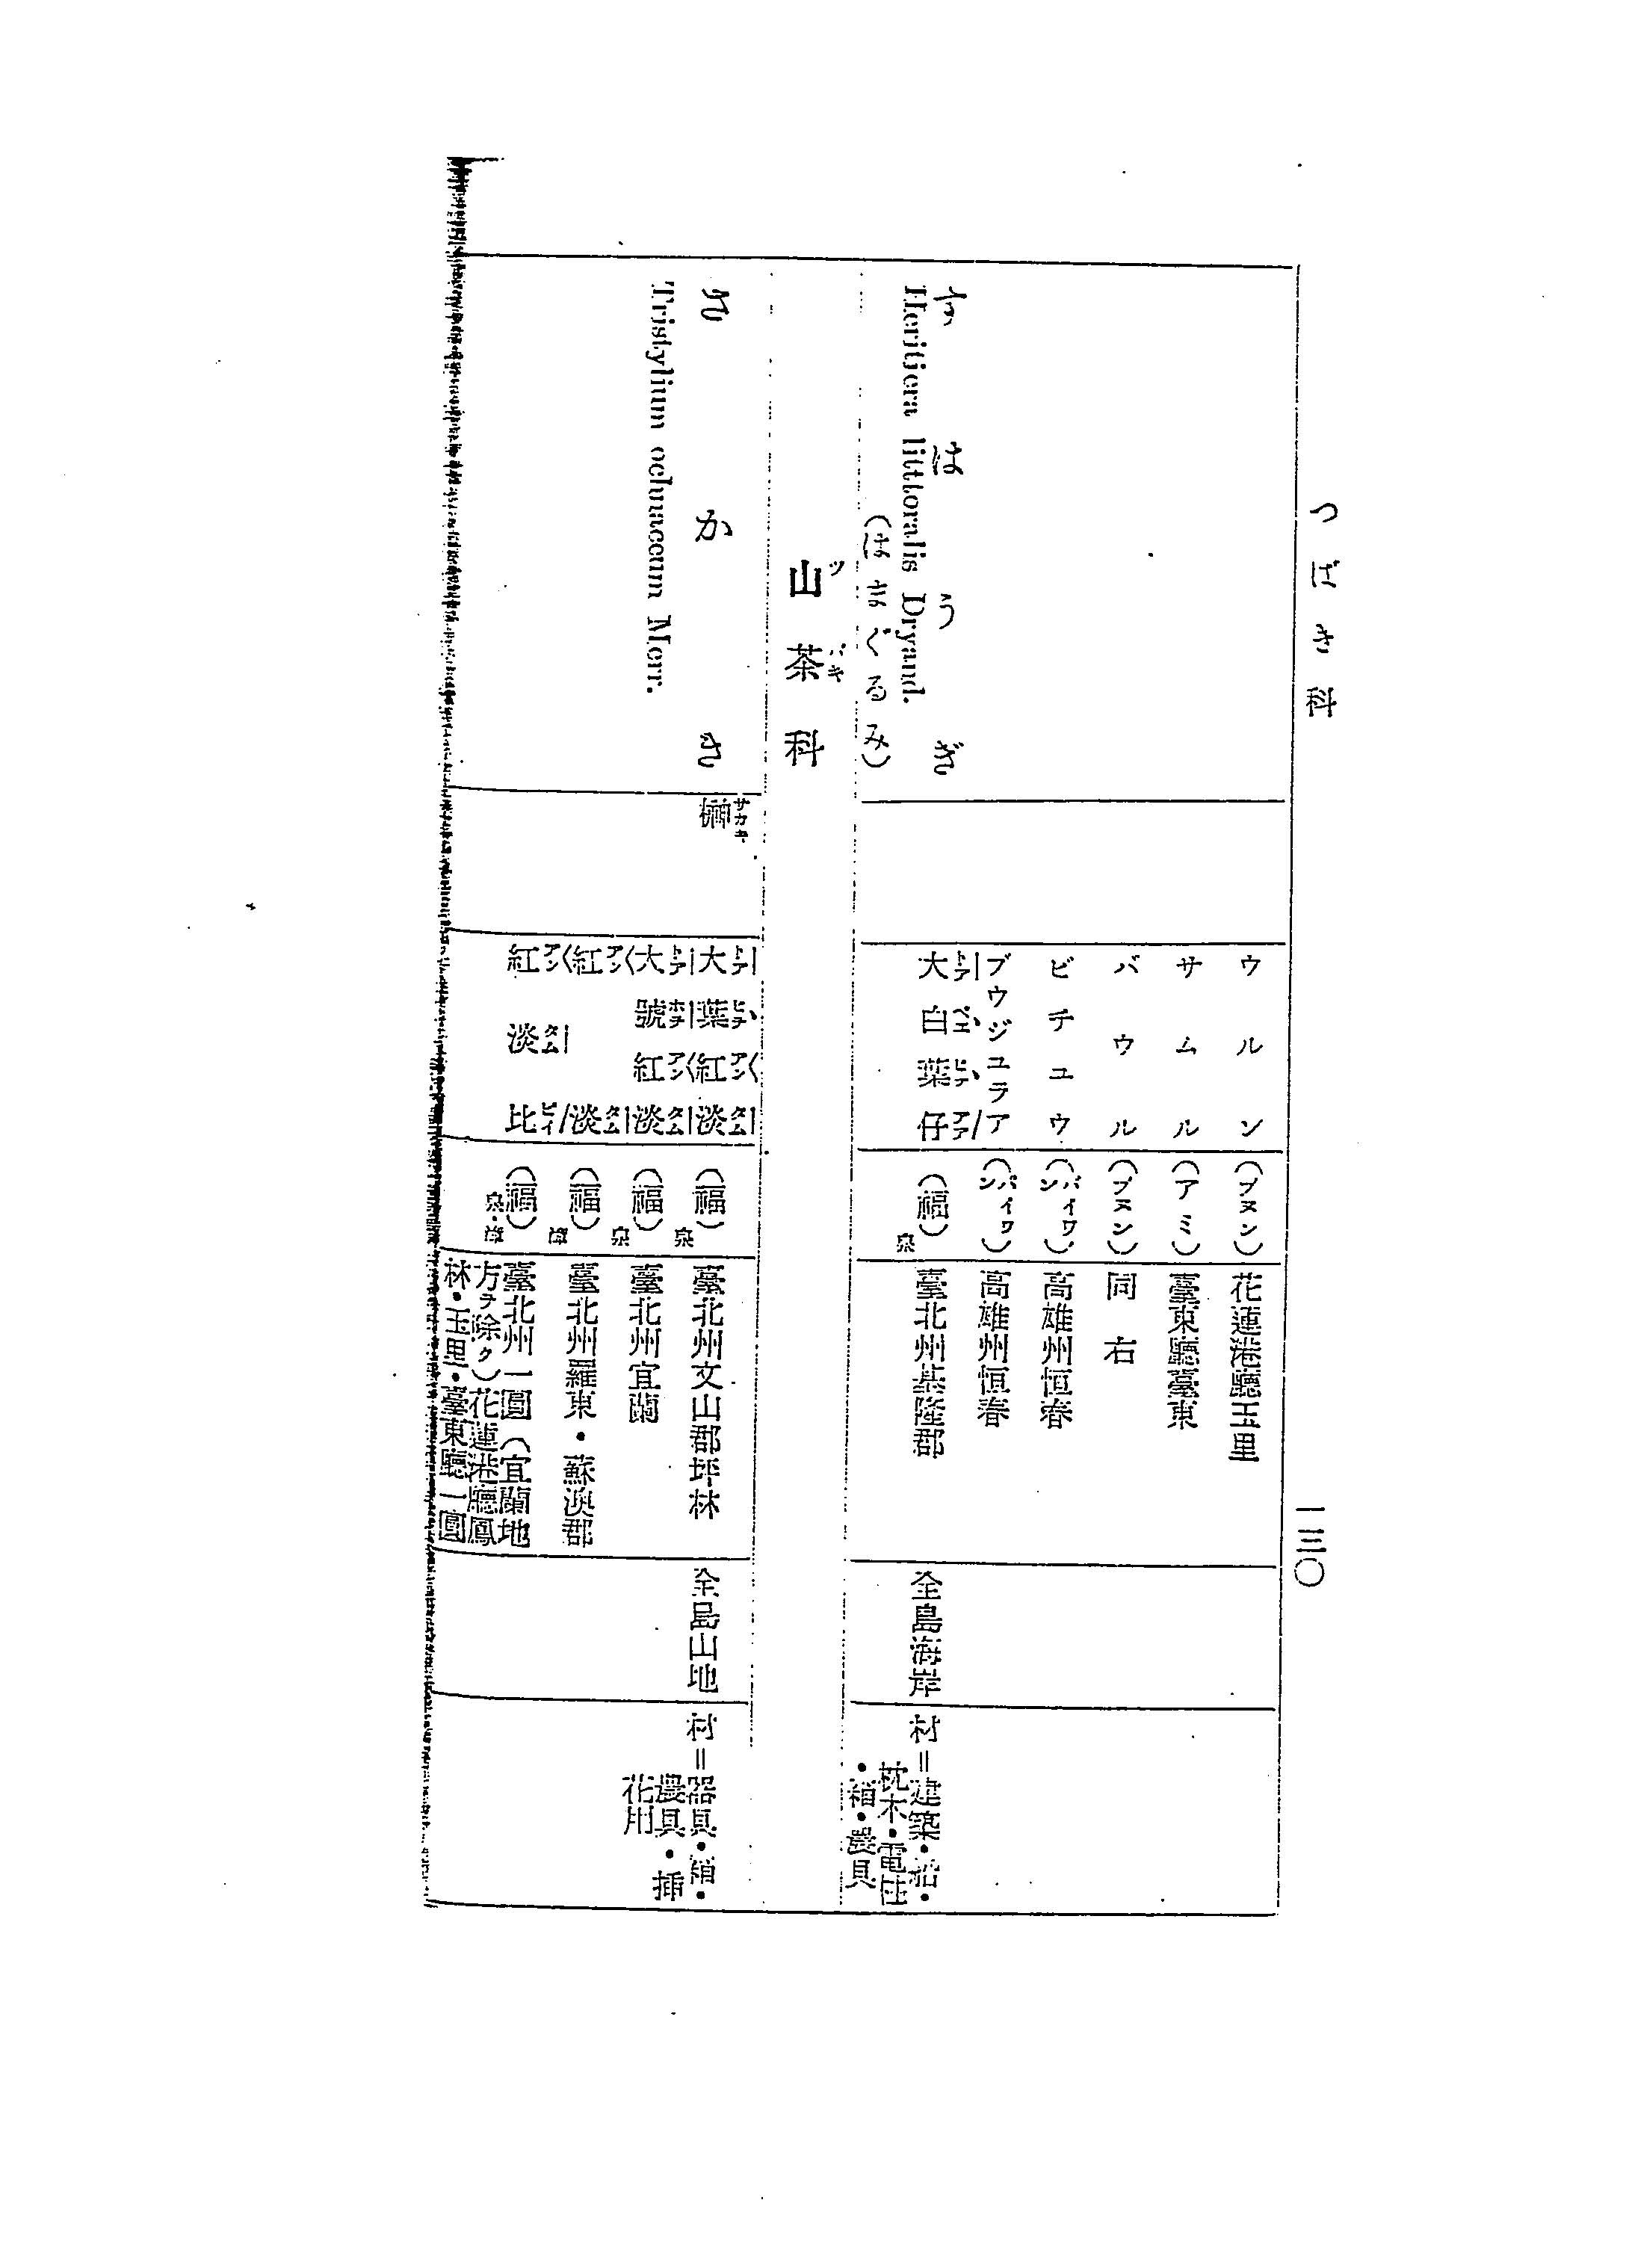 つばき科
一三〇
ウルン（ブヌン）花蓮港廳玉里
サムル（アミ）臺東廳臺東
バウル（ブヌン）同右
ビチユウ（パイワン）高雄州恒春
ブウジユラア（パイワン）高雄州恒春
すはうぎ
Heritiera littoralis Dryand.
（はまぐるみ）
大白葉仔（福）泉 臺北州基隆郡
全島海岸
材＝建築・船・
枕木・電柱
・箱・農具
山茶科
ツバキ
さかき
Tristylium ochnaceum Merr.
榊
サカキ
大葉紅淡（福）泉 臺北州文山郡坪林
大號紅淡（福）泉 臺北州宜蘭
紅淡（福）漳 臺北州羅東・蘇澳郡
紅淡比（福）泉・漳 臺北州一圓（宜蘭地
方ヲ除ク）花蓮港廳鳳
林・玉里・臺東廳一圓
全島山地
材＝器具・箱・
農具・挿
花用